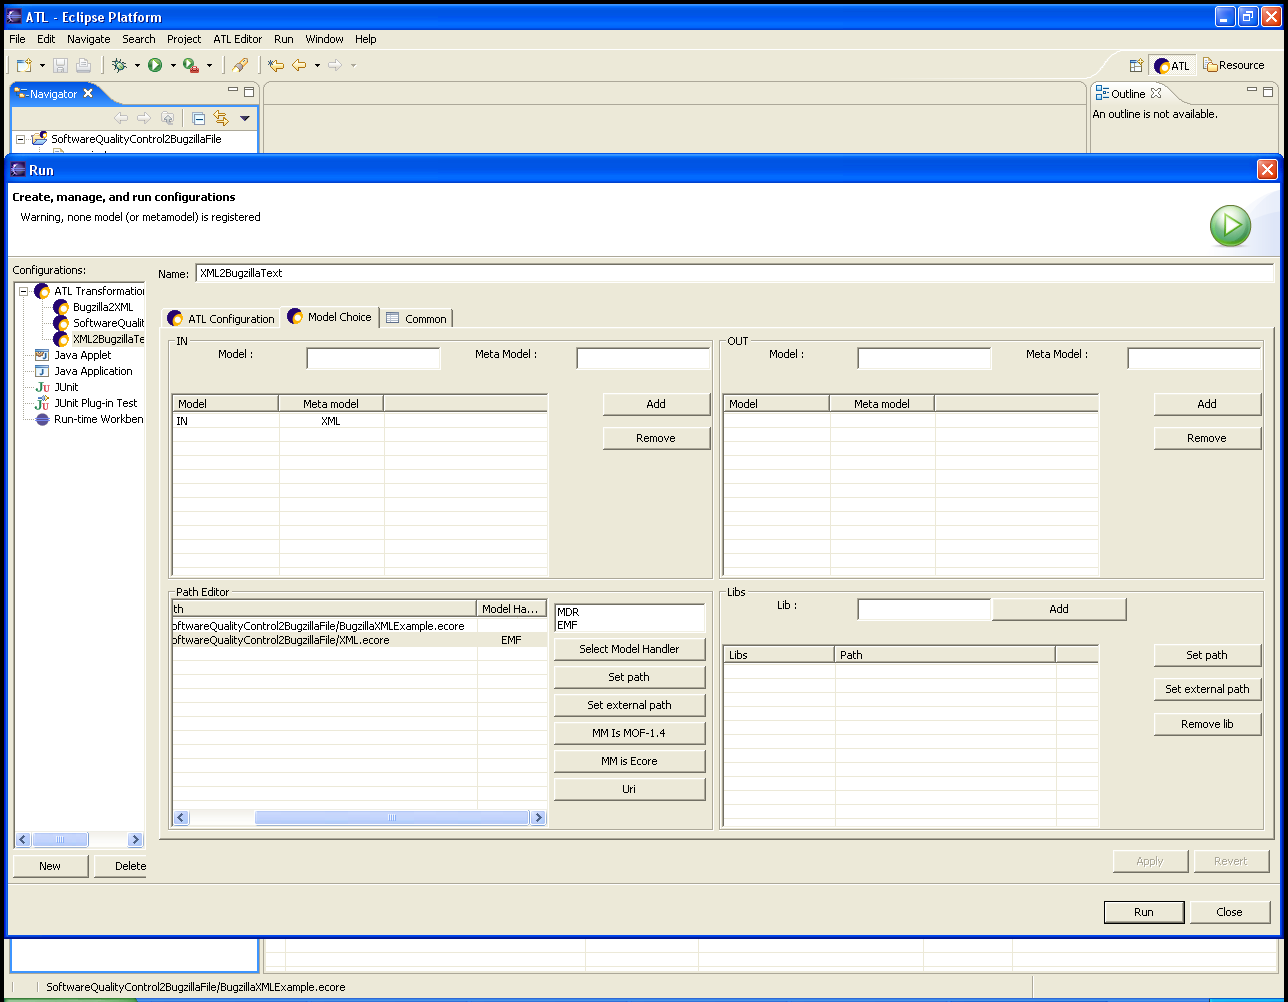 ATL - Eclipse Platform
File Edit Navigate Search Project ATL Editor Run Window Help
ATL Resource
Navigator
Outline
An outline is not available.
SoftwareQualityControl2BugzillaFile
Run
Create, manage, and run configurations
Warning, none model (or metamodel) is registered
Configurations:
ATL Transformation
Bugzilla2XML
SoftwareQualit
XML2BugzillaTe
Java Applet
Java Application
JUnit
JUnit Plug-in Test
Run-time Workben
New Delete
Name: XML2BugzillaText
ATL Configuration Model Choice Common
IN
Model : Meta Model :
Model Meta model
IN XML
Add
Remove
OUT
Model : Meta Model :
Model Meta model
Add
Remove
Path Editor
th Model Ha...
oftwareQualityControl2BugzillaFile/BugzillaXMLExample.ecore
oftwareQualityControl2BugzillaFile/XML.ecore EMF
MDR
EMF
Select Model Handler
Set path
Set external path
MM Is MOF-1.4
MM is Ecore
Uri
Libs
Lib : Add
Libs Path
Set path
Set external path
Remove lib
Apply Revert
Run Close
SoftwareQualityControl2BugzillaFile/BugzillaXMLExample.ecore